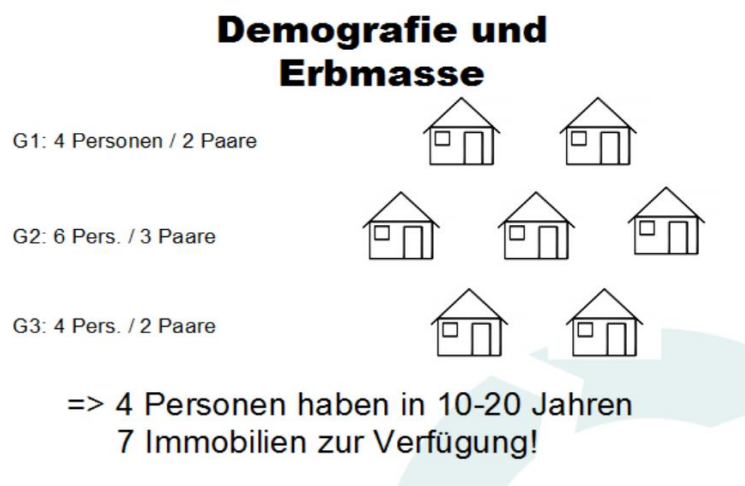 Demografie und
Erbmasse
G1: 4 Personen / 2 Paare
G2: 6 Pers. / 3 Paare
G3: 4 Pers. / 2 Paare
=> 4 Personen haben in 10-20 Jahren
7 Immobilien zur Verfügung!